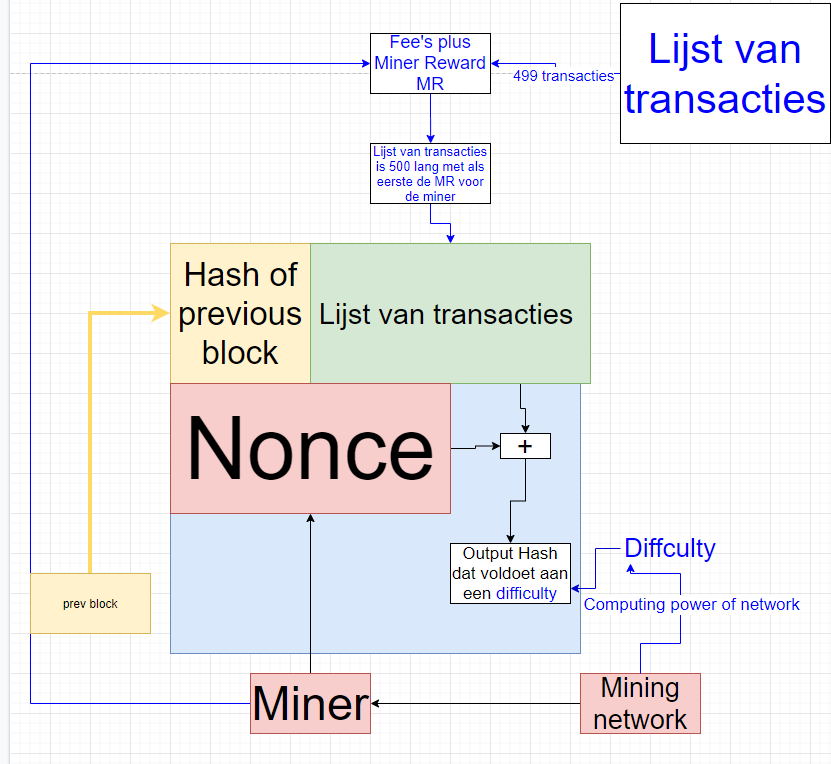 Fee's plus
Miner Reward
MR
499 transacties
Lijst van
transacties
Lijst van transacties
is 500 lang met als
eerste de MR voor
de miner
Hash of
previous
block
Lijst van transacties
Nonce
+
Output Hash
dat voldoet aan
een difficulty
Diffculty
Computing power of network
prev block
Miner
Mining
network